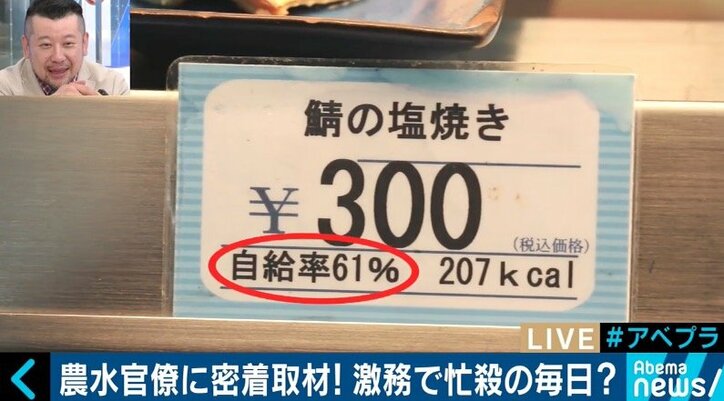 鯖の塩焼き
¥300
(税込価格)
自給率61% 207kcal
LIVE #アベプラ
農水官僚に密着取材! 激務で忙殺の毎日?
Abema
news/